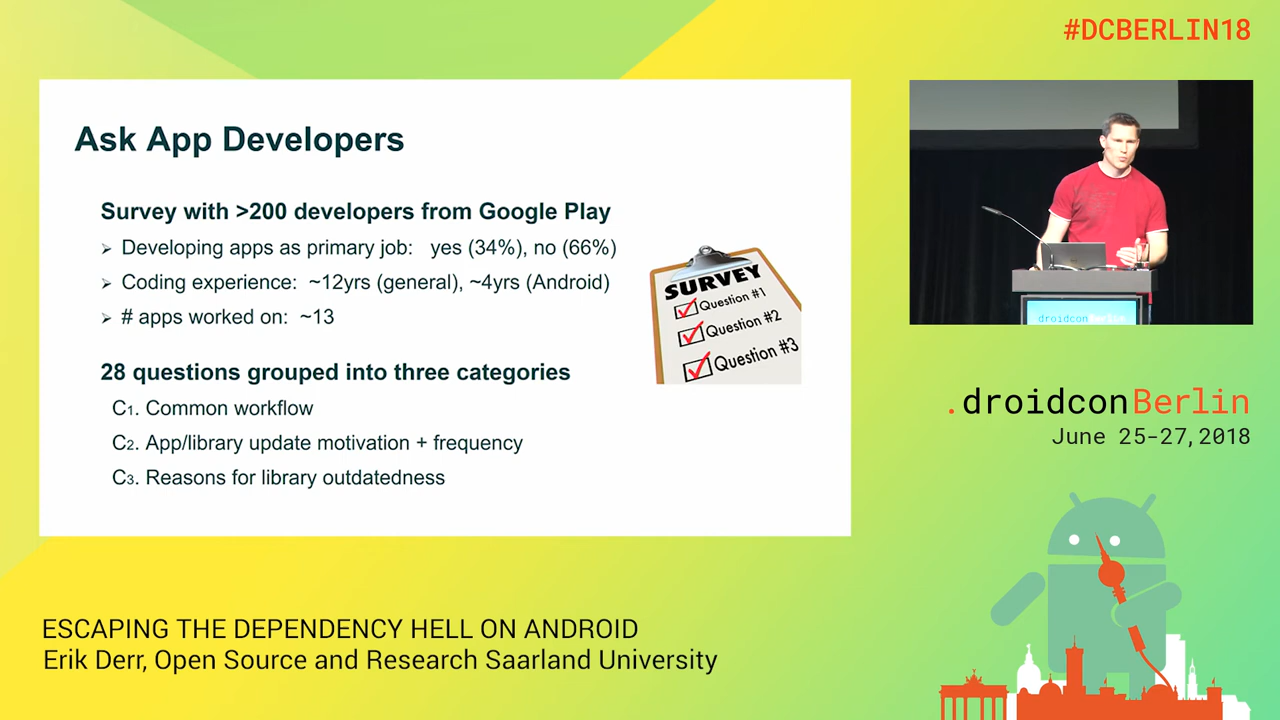 #DCBERLIN18
Ask App Developers
Survey with >200 developers from Google Play
➢ Developing apps as primary job: yes (34%), no (66%)
➢ Coding experience: ~12yrs (general), ~4yrs (Android)
➢ # apps worked on: ~13
SURVEY
Question #1
Question #2
Question #3
28 questions grouped into three categories
C1. Common workflow
C2. App/library update motivation + frequency
C3. Reasons for library outdatedness
droidconBerlin
.droidconBerlin
June 25-27, 2018
ESCAPING THE DEPENDENCY HELL ON ANDROID
Erik Derr, Open Source and Research Saarland University